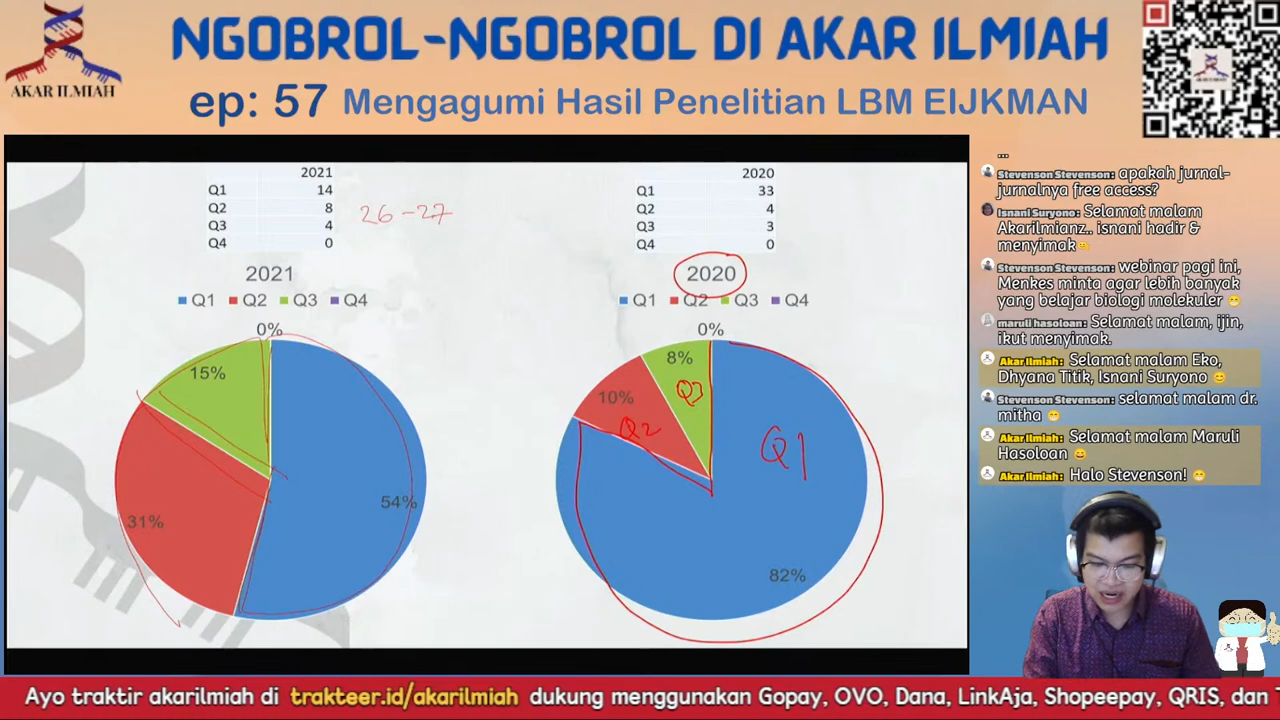 AKAR ILMIAH
NGOBROL-NGOBROL DI AKAR ILMIAH
ep: 57 Mengagumi Hasil Penelitian LBM EIJKMAN
2021
Q1 14
Q2 8
Q3 4
Q4 0
26-27
2021
Q1 Q2 Q3 Q4
0%
15%
54%
31%
2020
Q1 33
Q2 4
Q3 3
Q4 0
2020
Q1 Q2 Q3 Q4
0%
8%
10%
Q3
Q2
Q1
82%
...
Stevenson Stevenson: apakah jurnal-
jurnalnya free access?
Isnani Suryono: Selamat malam
Akarilmianz.. isnani hadir &
menyimak
Stevenson Stevenson: webinar pagi ini,
Menkes minta agar lebih banyak
yang belajar biologi molekuler
maruli hasoloan: Selamat malam, ijin,
ikut menyimak.
Akar Ilmiah: Selamat malam Eko,
Dhyana Titik, Isnani Suryono
Stevenson Stevenson: selamat malam dr.
mitha
Akar Ilmiah: Selamat malam Maruli
Hasoloan
Akar Ilmiah: Halo Stevenson!
Ayo traktir akarilmiah di trakteer.id/akarilmiah dukung menggunakan Gopay, OVO, Dana, LinkAja, Shopeepay, QRIS, dan